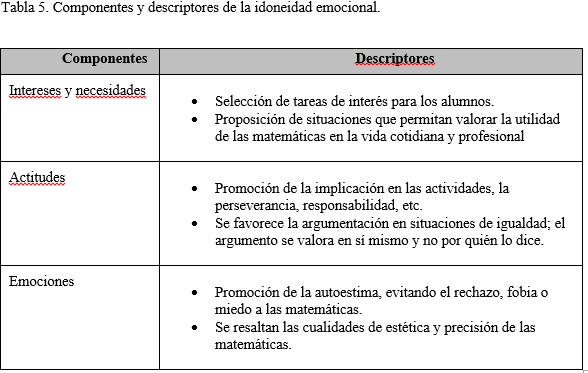 Tabla 5. Componentes y descriptores de la idoneidad emocional.
Componentes
Descriptores
Intereses y necesidades
• Selección de tareas de interés para los alumnos.
• Proposición de situaciones que permitan valorar la utilidad
de las matemáticas en la vida cotidiana y profesional
Actitudes
• Promoción de la implicación en las actividades, la
perseverancia, responsabilidad, etc.
• Se favorece la argumentación en situaciones de igualdad; el
argumento se valora en sí mismo y no por quién lo dice.
Emociones
• Promoción de la autoestima, evitando el rechazo, fobia o
miedo a las matemáticas.
• Se resaltan las cualidades de estética y precisión de las
matemáticas.